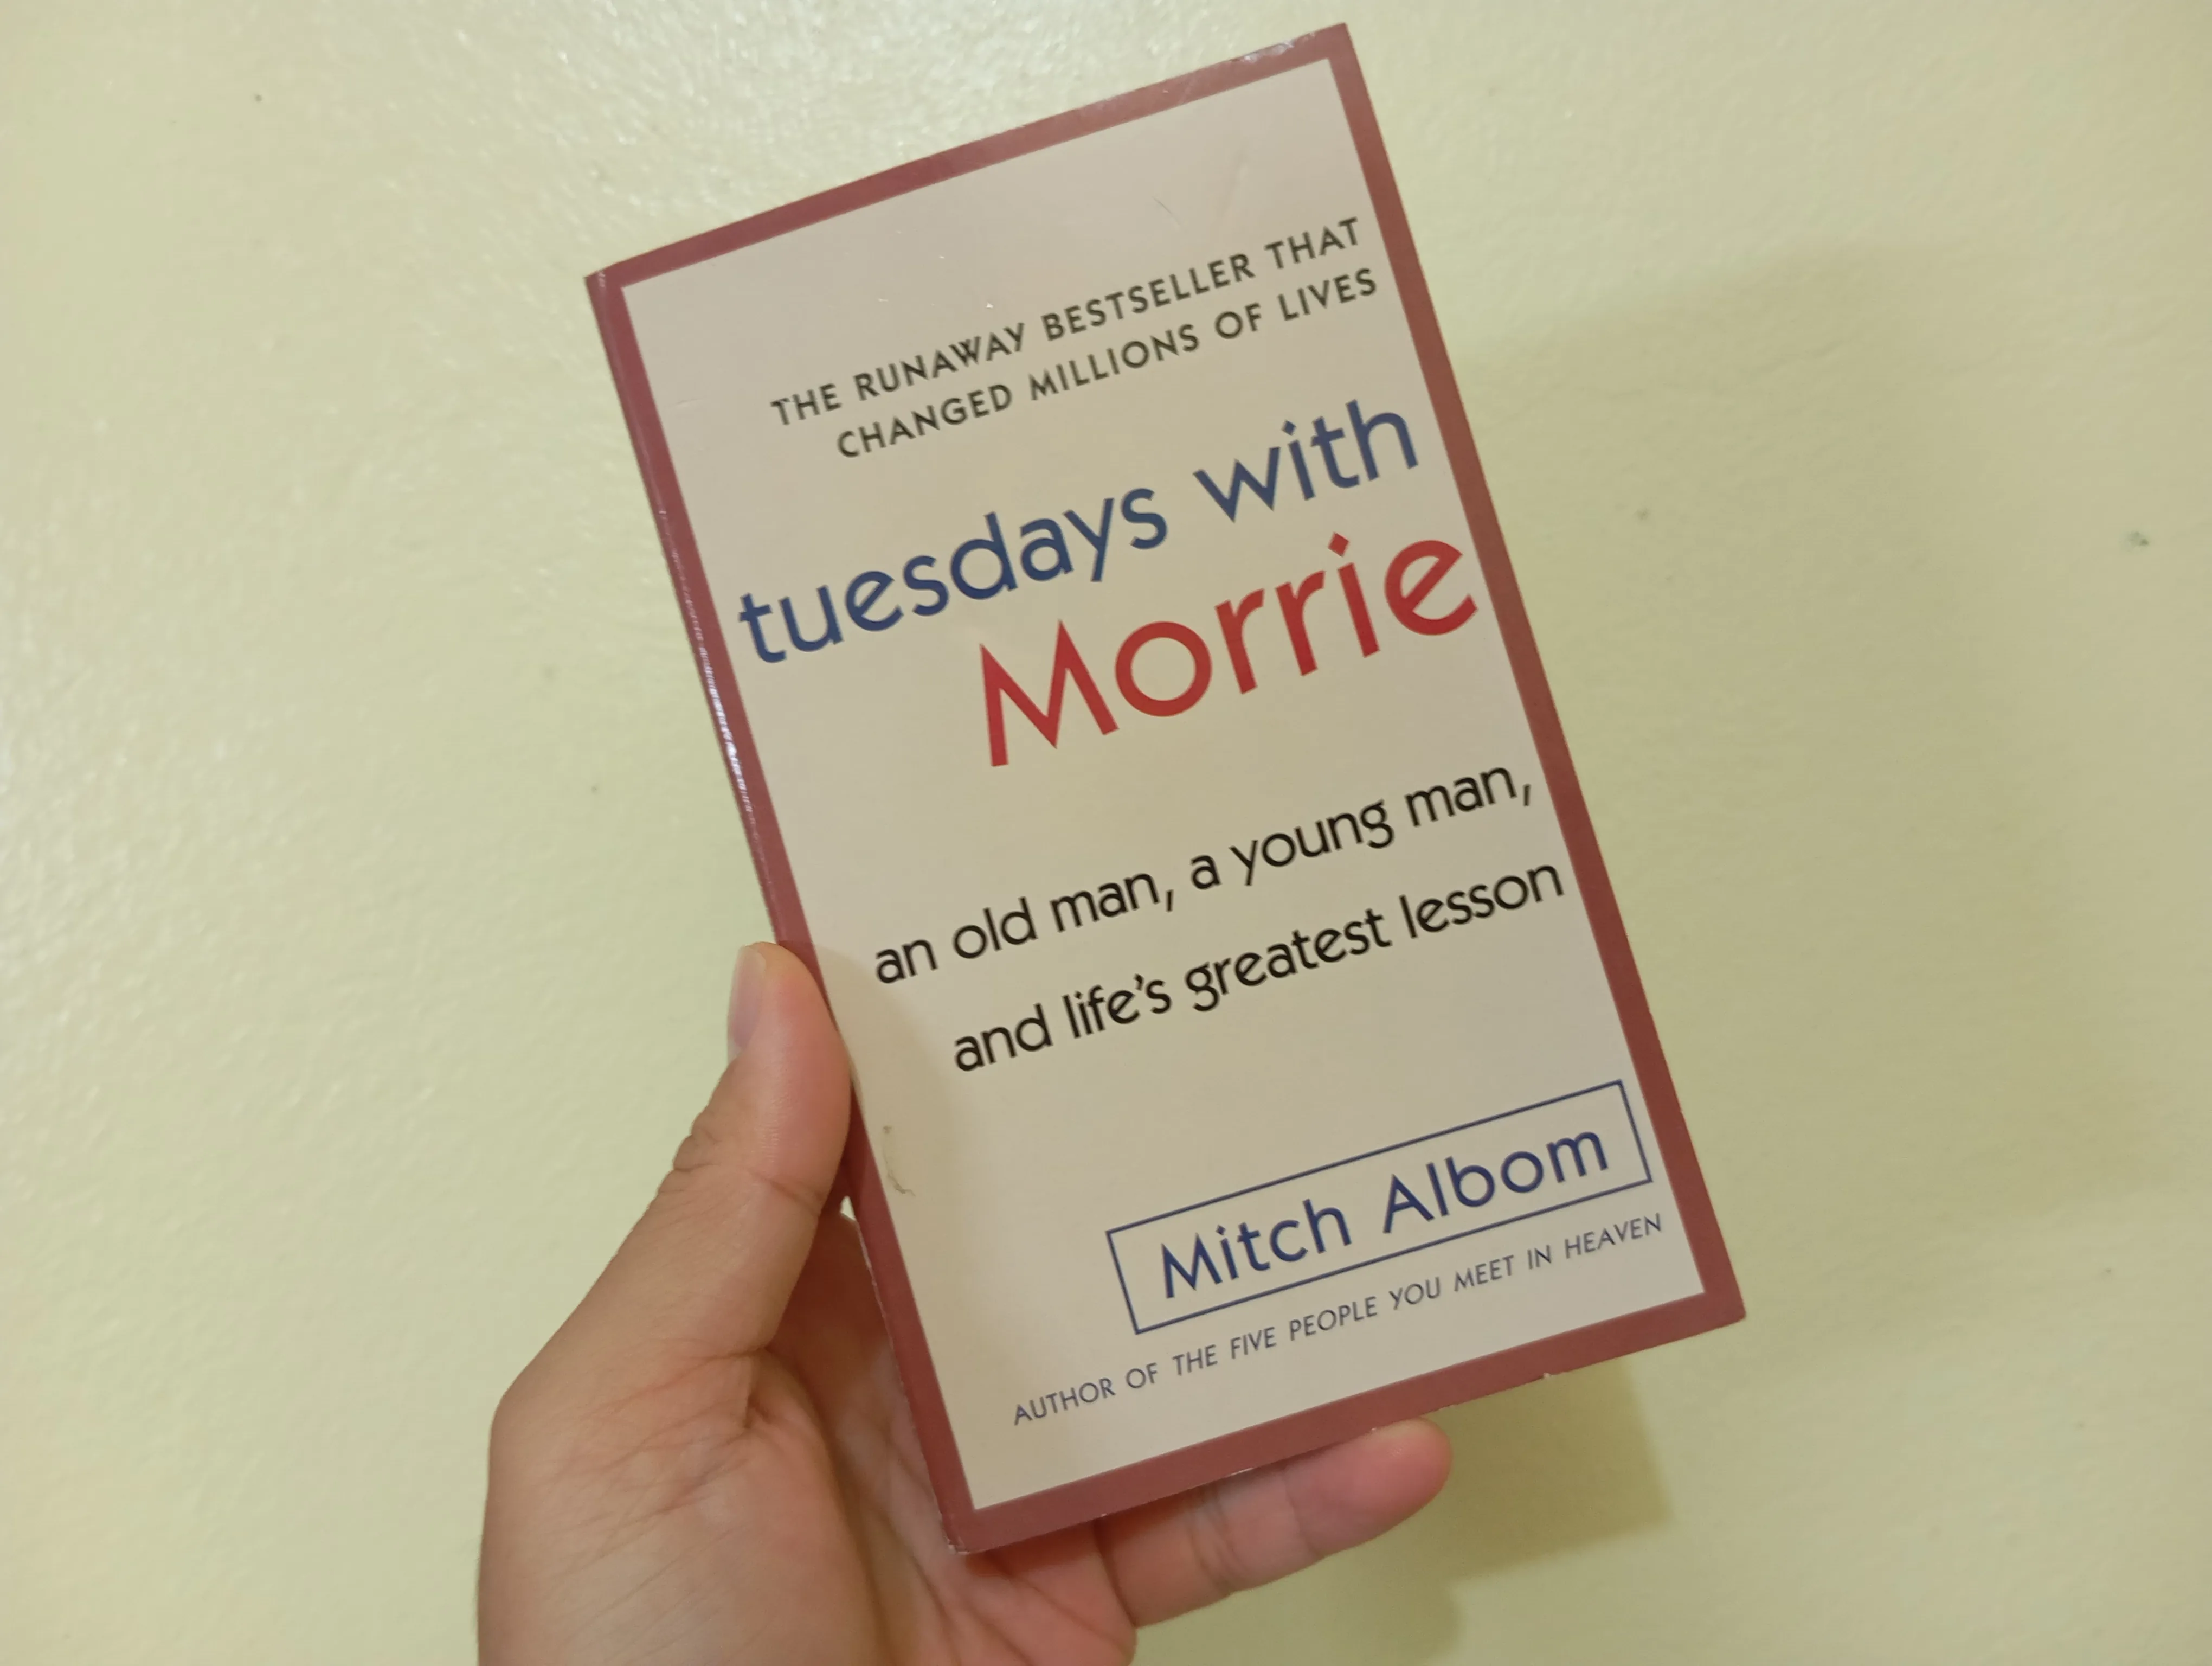 THE RUNAWAY BESTSELLER THAT
CHANGED MILLIONS OF LIVES
tuesdays with
Morrie
an old man, a young man,
and life's greatest lesson
Mitch Albom
AUTHOR OF THE FIVE PEOPLE YOU MEET IN HEAVEN